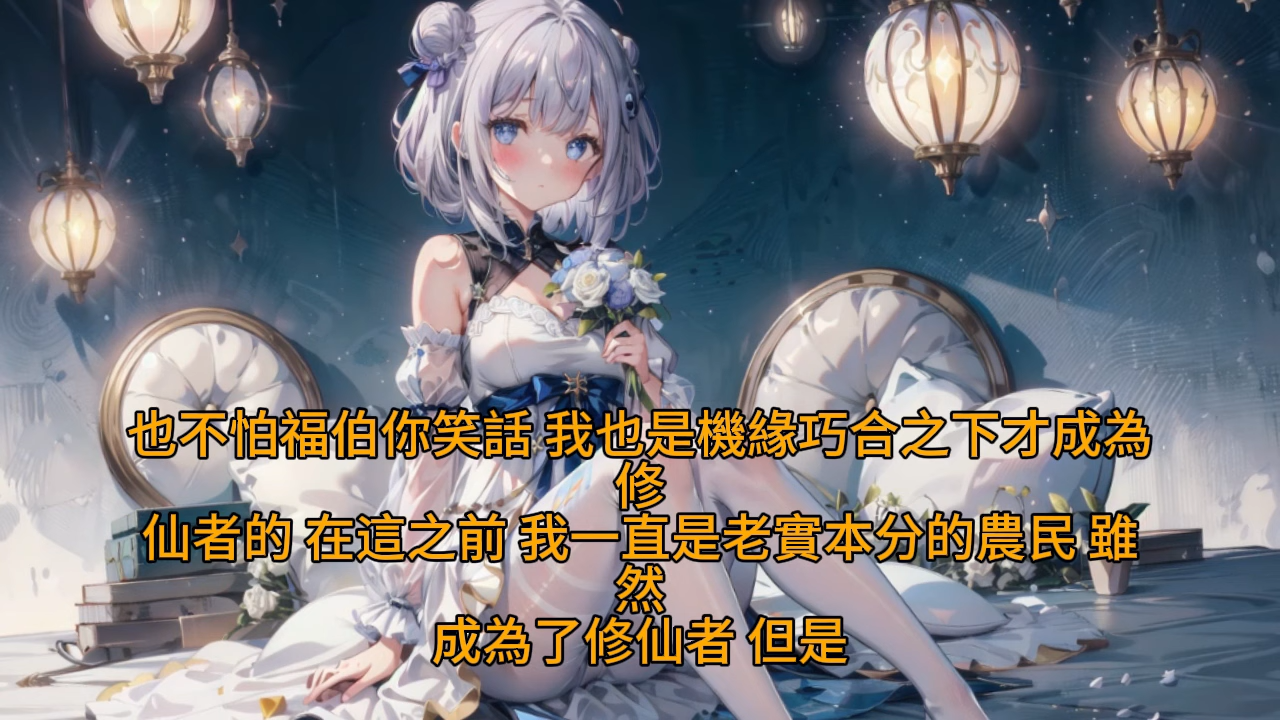 也不怕福伯你笑話 我也是機緣巧合之下才成為
修
仙者的 在這之前 我一直是老實本分的農民 雖
然
成為了修仙者 但是